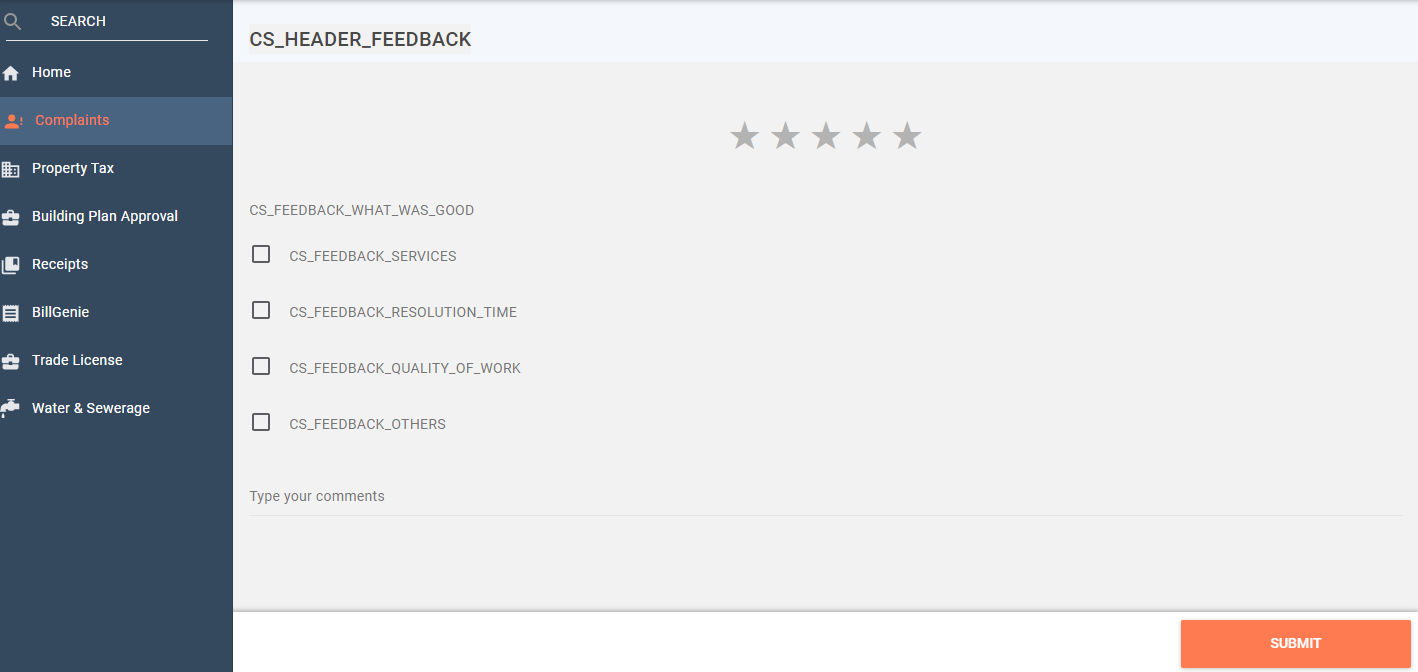 SEARCH
Home
Complaints
Property Tax
Building Plan Approval
Receipts
BillGenie
Trade License
Water & Sewerage
CS_HEADER_FEEDBACK
CS_FEEDBACK_WHAT_WAS_GOOD
CS_FEEDBACK_SERVICES
CS_FEEDBACK_RESOLUTION_TIME
CS_FEEDBACK_QUALITY_OF_WORK
CS_FEEDBACK_OTHERS
Type your comments
SUBMIT